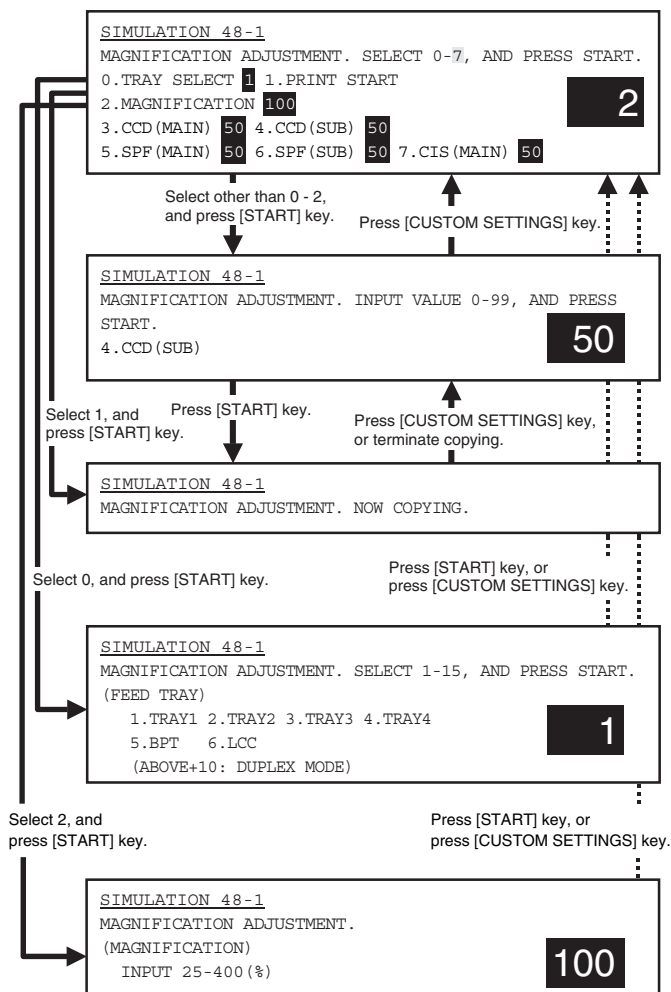 SIMULATION 48-1
MAGNIFICATION ADJUSTMENT. SELECT 0-7, AND PRESS START.
0.TRAY SELECT 1 1.PRINT START
2.MAGNIFICATION 100
2
3.CCD(MAIN) 50 4.CCD(SUB) 50
5.SPF(MAIN) 50 6.SPF(SUB) 50 7.CIS(MAIN) 50
Select other than 0 - 2,
and press [START] key.
Press [CUSTOM SETTINGS] key.
SIMULATION 48-1
MAGNIFICATION ADJUSTMENT. INPUT VALUE 0-99, AND PRESS
START.
4.CCD(SUB)
50
Select 1, and
press [START] key.
Press [START] key.
Press [CUSTOM SETTINGS] key,
or terminate copying.
SIMULATION 48-1
MAGNIFICATION ADJUSTMENT. NOW COPYING.
Select 0, and press [START] key.
Press [START] key, or
press [CUSTOM SETTINGS] key.
SIMULATION 48-1
MAGNIFICATION ADJUSTMENT. SELECT 1-15, AND PRESS START.
(FEED TRAY)
1.TRAY1 2.TRAY2 3.TRAY3 4.TRAY4
5.BPT 6.LCC
(ABOVE+10: DUPLEX MODE)
1
Select 2, and
press [START] key.
Press [START] key, or
press [CUSTOM SETTINGS] key.
SIMULATION 48-1
MAGNIFICATION ADJUSTMENT.
(MAGNIFICATION)
INPUT 25-400(%)
100